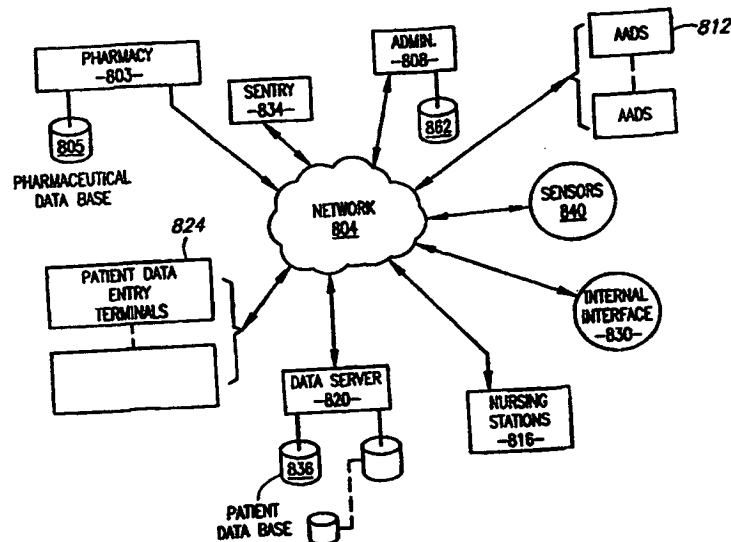 PHARMACY
-803-
805
PHARMACEUTICAL
DATA BASE
SENTRY
-834-
ADMIN.
-808-
862
AADS
812
AADS
NETWORK
804
SENSORS
840
824
PATIENT DATA
ENTRY
TERMINALS
INTERNAL
INTERFACE
-830-
DATA SERVER
-820-
836
PATIENT
DATA BASE
NURSING
STATIONS
-816-